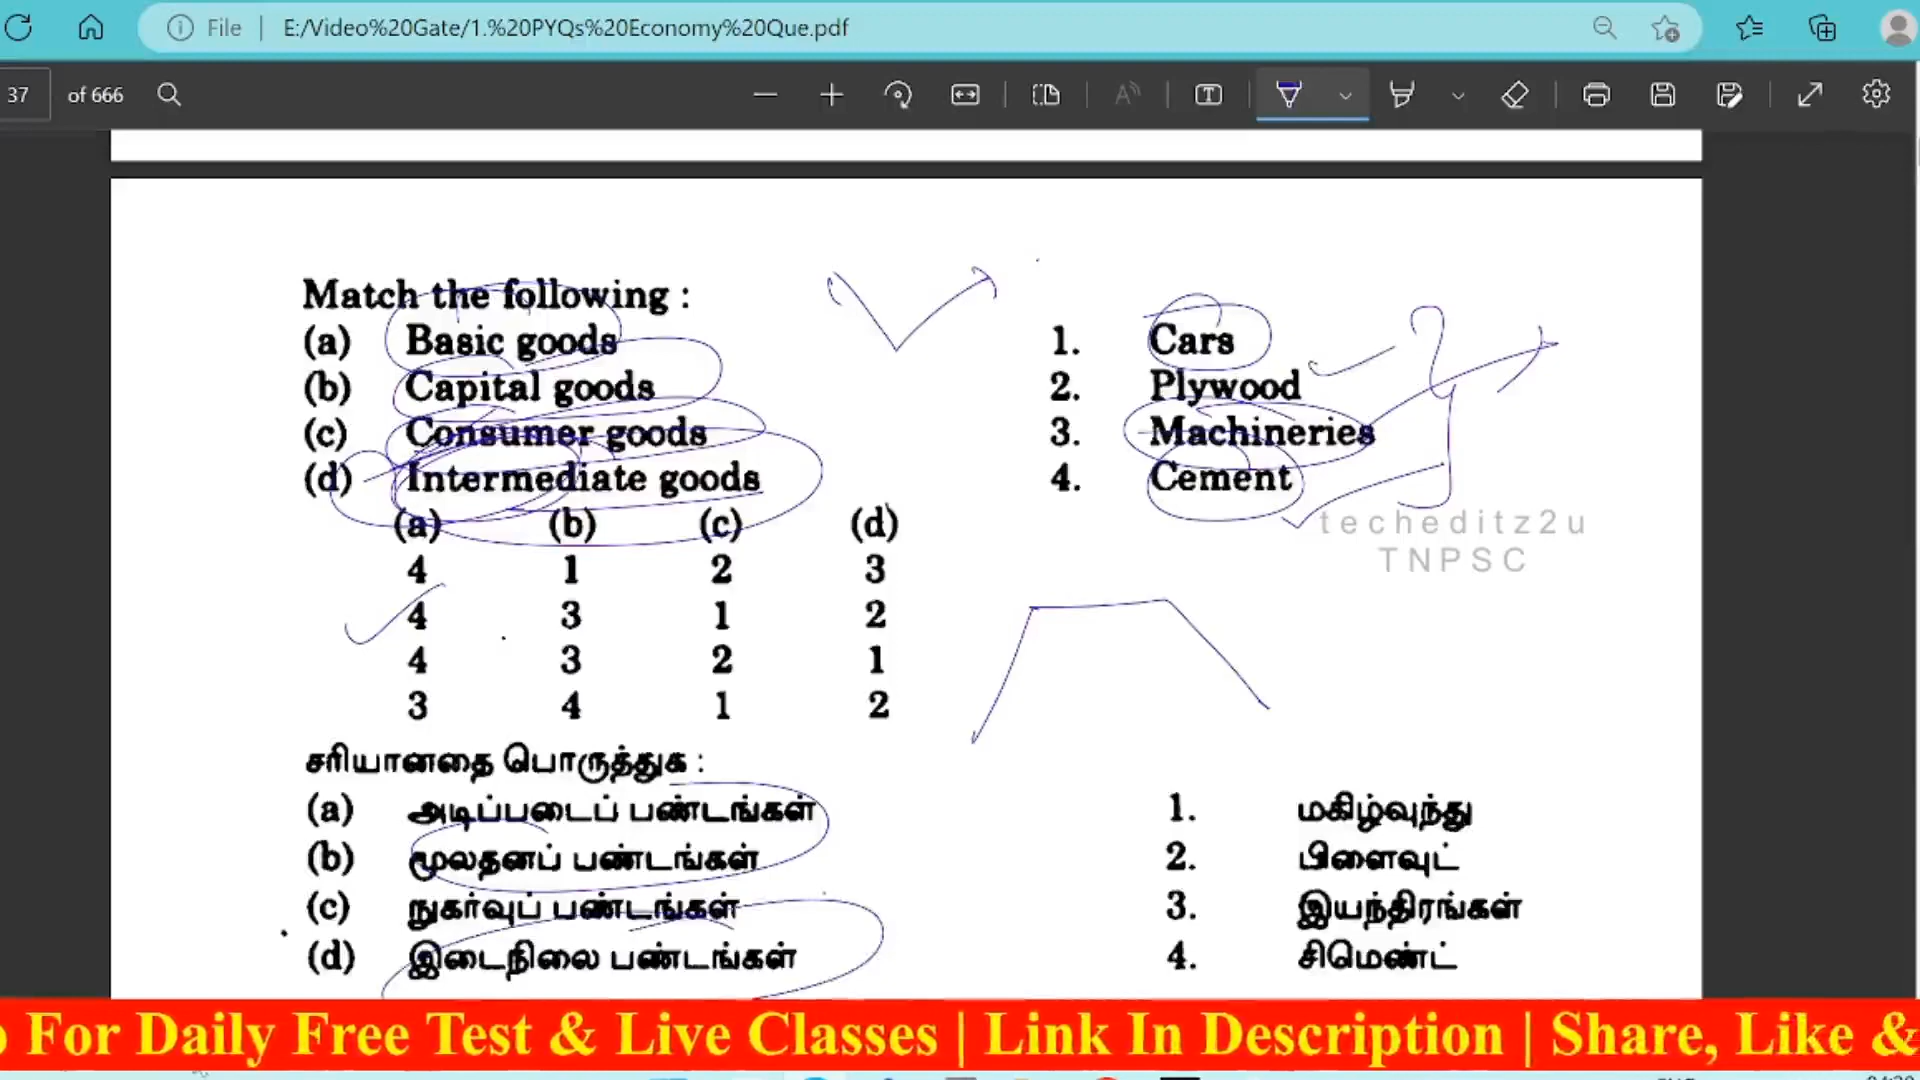 File | E:/Video%20Gate/1.%20PYQs%20Economy%20Que.pdf
37 of 666
Match the following :
(a) Basic goods 1. Cars
(b) Capital goods 2. Plywood
(c) Consumer goods 3. Machineries
(d) Intermediate goods 4. Cement
(a) (b) (c) (d)
techeditz2u
TNPSC
4 1 2 3
4 3 1 2
4 3 2 1
3 4 1 2
சரியானதை பொருத்துக :
(a) அடிப்படைப் பண்டங்கள் 1. மகிழ்வுந்து
(b) மூலதனப் பண்டங்கள் 2. பிளைவுட்
(c) நுகர்வுப் பண்டங்கள் 3. இயந்திரங்கள்
(d) இடைநிலை பண்டங்கள் 4. சிமெண்ட்
For Daily Free Test & Live Classes | Link In Description | Share, Like &